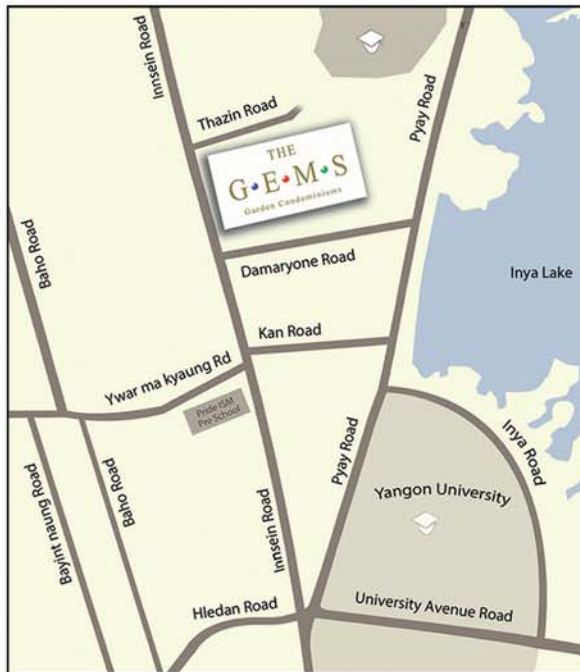 Innsein Road
Thazin Road
Pyay Road
THE
G•E•M•S
Garden Condominiums
Baho Road
Damaryone Road
Inya Lake
Kan Road
Ywar ma kyaung Rd
Pride ISM
Pre School
Pyay Road
Inya Road
Yangon University
Bayint naung Road
Baho Road
Innsein Road
Hledan Road
University Avenue Road